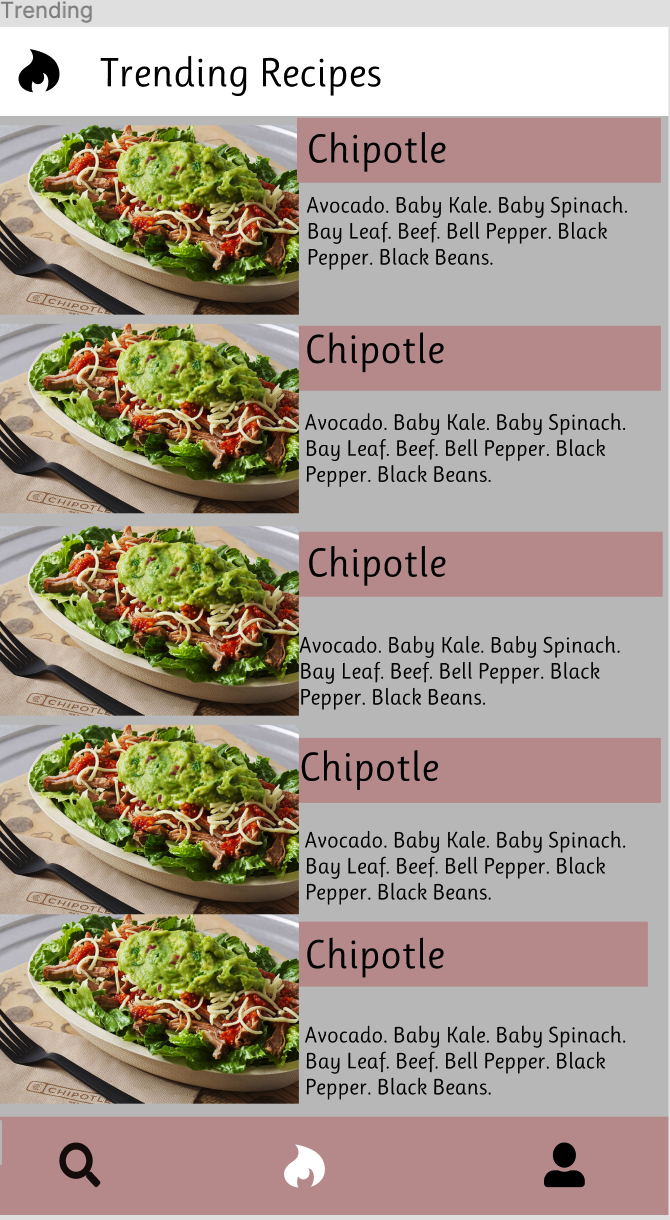 Trending
Trending Recipes
Chipotle
Avocado. Baby Kale. Baby Spinach.
Bay Leaf. Beef. Bell Pepper. Black
Pepper. Black Beans.
CHIPOTLE
Chipotle
Avocado. Baby Kale. Baby Spinach.
Bay Leaf. Beef. Bell Pepper. Black
Pepper. Black Beans.
CHIPOTLE
Chipotle
Avocado. Baby Kale. Baby Spinach.
Bay Leaf. Beef. Bell Pepper. Black
Pepper. Black Beans.
CHIPOTLE
Chipotle
Avocado. Baby Kale. Baby Spinach.
Bay Leaf. Beef. Bell Pepper. Black
Pepper. Black Beans.
CHIPOTLE
Chipotle
Avocado. Baby Kale. Baby Spinach.
Bay Leaf. Beef. Bell Pepper. Black
Pepper. Black Beans.
CHIPOTLE